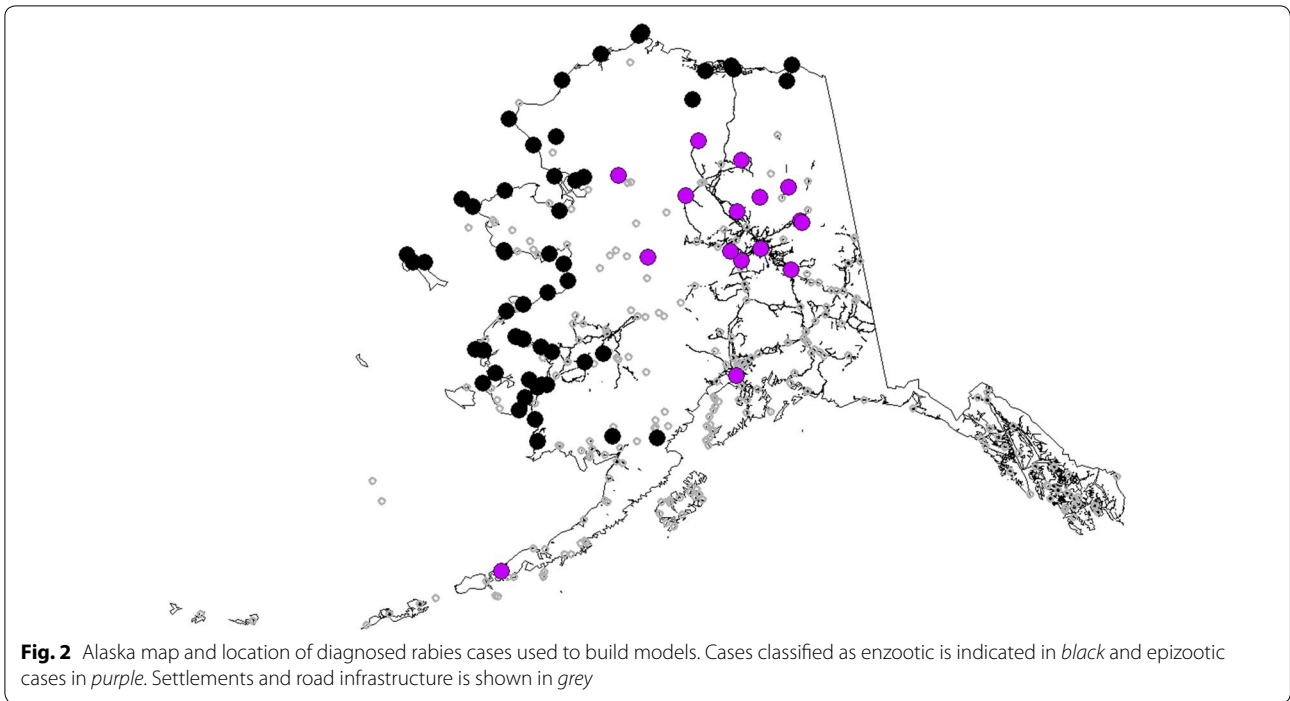 Fig. 2 Alaska map and location of diagnosed rabies cases used to build models. Cases classified as enzootic is indicated in black and epizootic
cases in purple. Settlements and road infrastructure is shown in grey